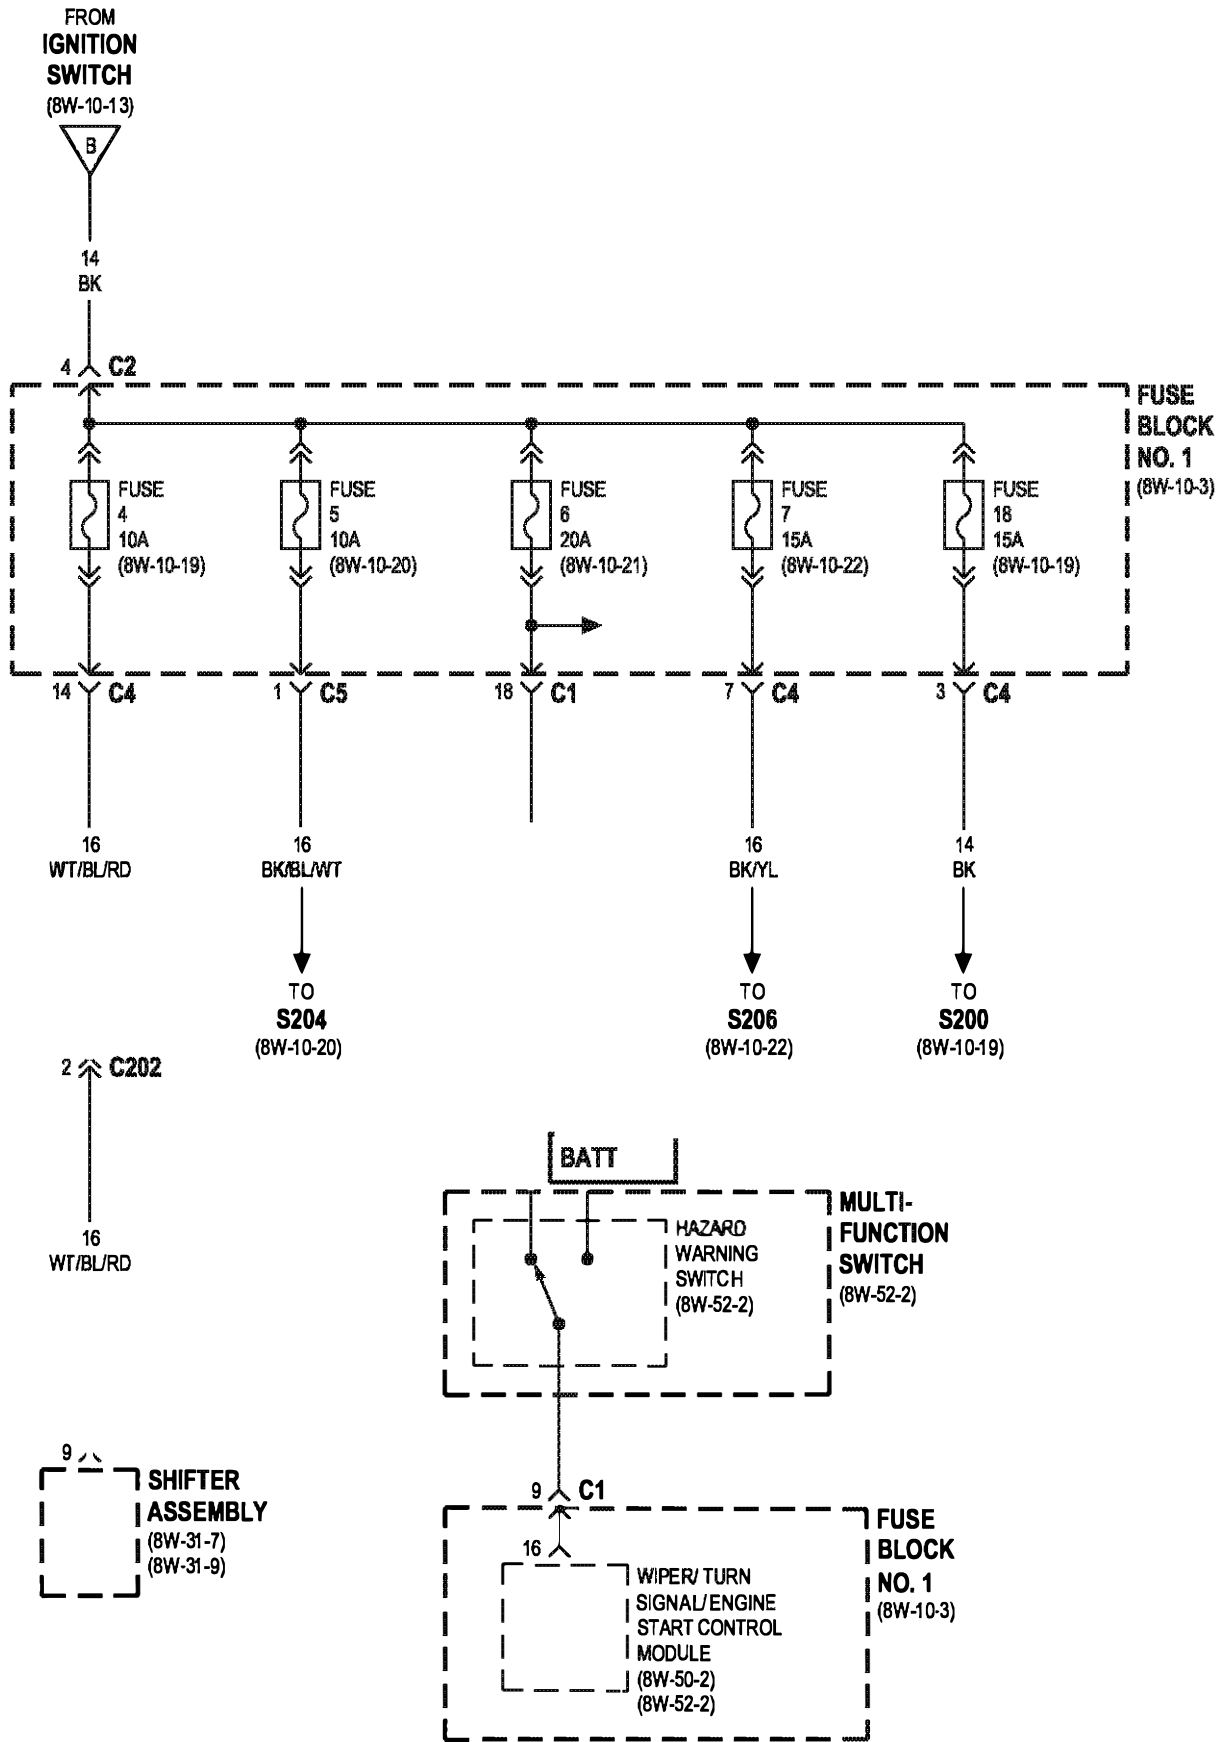 FROM
IGNITION
SWITCH
(8W-10-13)
B
14
BK
4 C2
FUSE
BLOCK
NO. 1
(8W-10-3)
FUSE
4
10A
(8W-10-19)
FUSE
5
10A
(8W-10-20)
FUSE
6
20A
(8W-10-21)
FUSE
7
15A
(8W-10-22)
FUSE
18
15A
(8W-10-19)
14 C4
1 C5
18 C1
7 C4
3 C4
16
WT/BL/RD
16
BK/BL/WT
16
BK/YL
14
BK
TO
S204
(8W-10-20)
TO
S206
(8W-10-22)
TO
S200
(8W-10-19)
2 C202
16
WT/BL/RD
BATT
HAZARD
WARNING
SWITCH
(8W-52-2)
MULTI-
FUNCTION
SWITCH
(8W-52-2)
9
SHIFTER
ASSEMBLY
(8W-31-7)
(8W-31-9)
9 C1
16
FUSE
BLOCK
NO. 1
(8W-10-3)
WIPER/ TURN
SIGNAL/ ENGINE
START CONTROL
MODULE
(8W-50-2)
(8W-52-2)